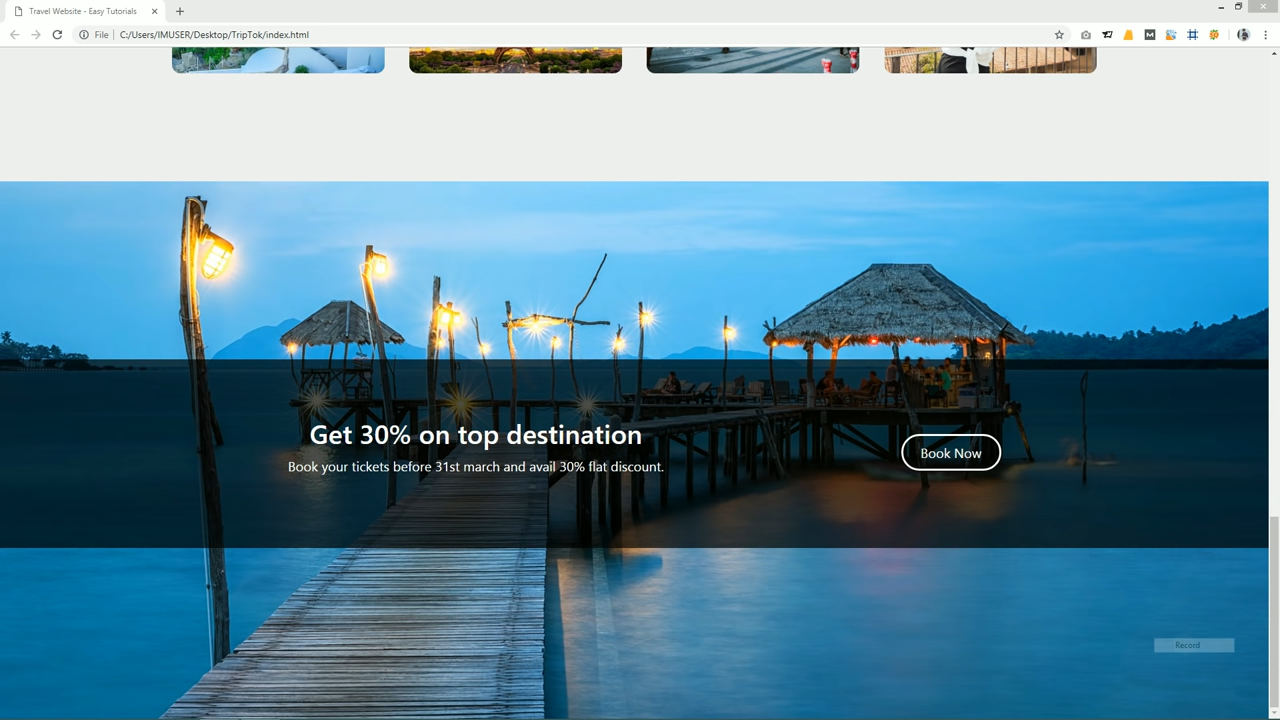 Travel Website - Easy Tutorials
File
C:/Users/IMUSER/Desktop/TripTok/index.html
Get 30% on top destination
Book your tickets before 31st march and avail 30% flat discount.
Book Now
Record